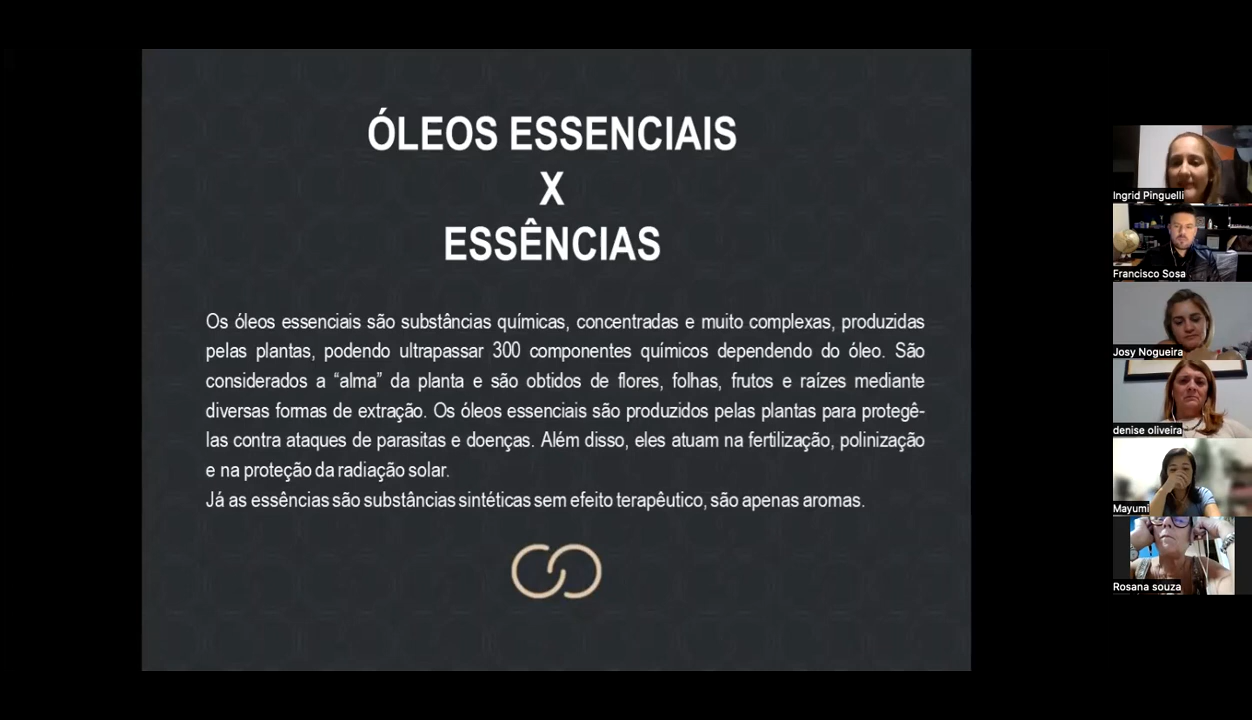 ÓLEOS ESSENCIAIS
X
ESSÊNCIAS
Os óleos essenciais são substâncias químicas, concentradas e muito complexas, produzidas
pelas plantas, podendo ultrapassar 300 componentes químicos dependendo do óleo. São
considerados a “alma” da planta e são obtidos de flores, folhas, frutos e raízes mediante
diversas formas de extração. Os óleos essenciais são produzidos pelas plantas para protegê-
las contra ataques de parasitas e doenças. Além disso, eles atuam na fertilização, polinização
e na proteção da radiação solar.
Já as essências são substâncias sintéticas sem efeito terapêutico, são apenas aromas.
Ingrid Pinguelli
Francisco Sosa
Josy Nogueira
denise oliveira
Mayumi
Rosana souza